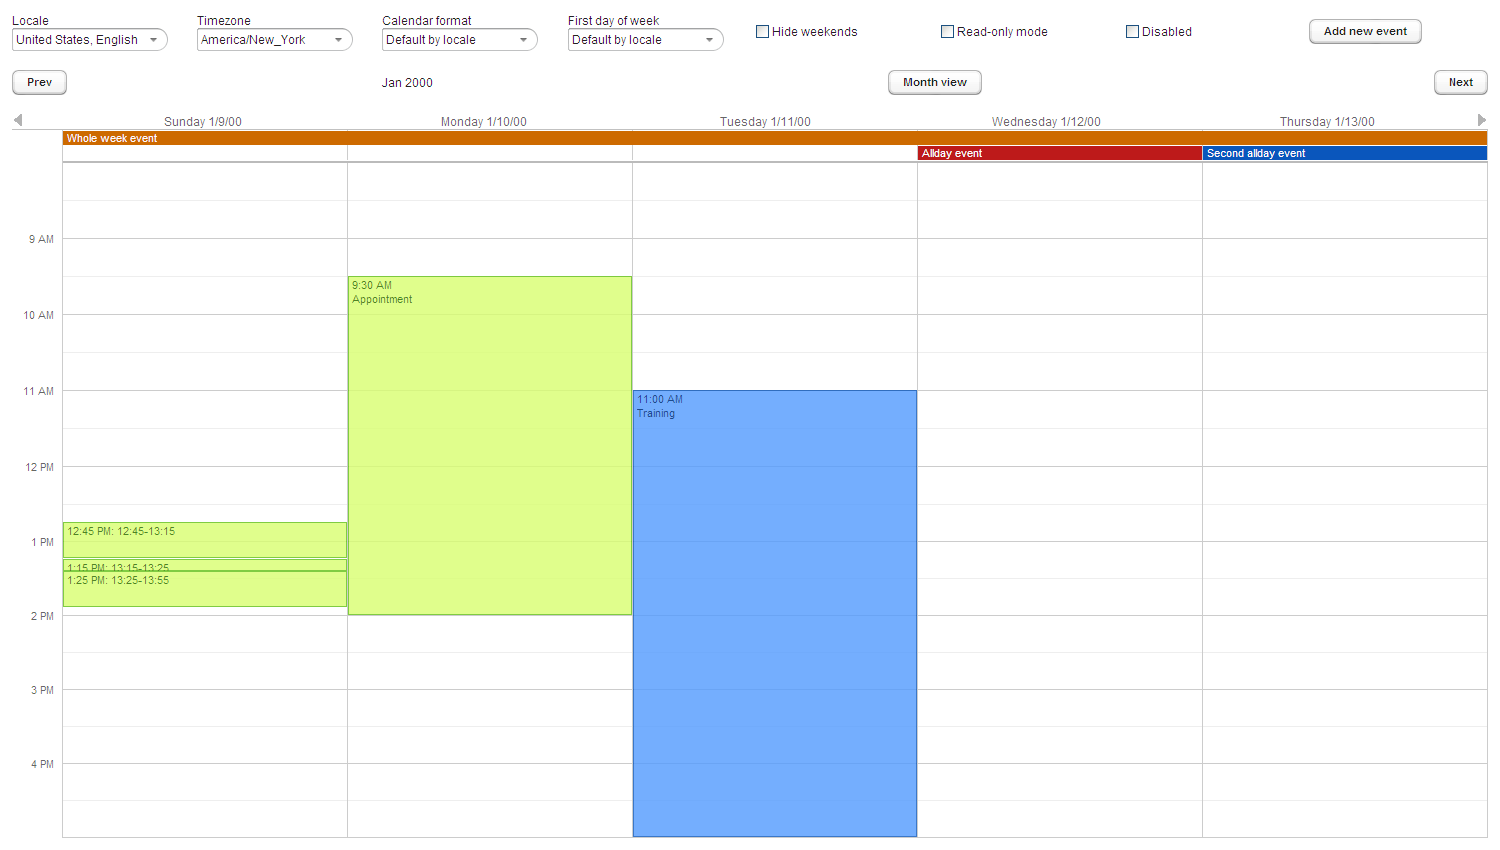 Locale
Timezone
Calendar format
First day of week
United States, English
America/New_York
Default by locale
Default by locale
Hide weekends
Read-only mode
Disabled
Add new event
Prev
Jan 2000
Month view
Next
Sunday 1/9/00
Monday 1/10/00
Tuesday 1/11/00
Wednesday 1/12/00
Thursday 1/13/00
Whole week event
Allday event
Second allday event
9 AM
9:30 AM
Appointment
10 AM
11 AM
11:00 AM
Training
12 PM
12:45 PM: 12:45-13:15
1 PM
1:15 PM: 13:15-13:25
1:25 PM: 13:25-13:55
2 PM
3 PM
4 PM